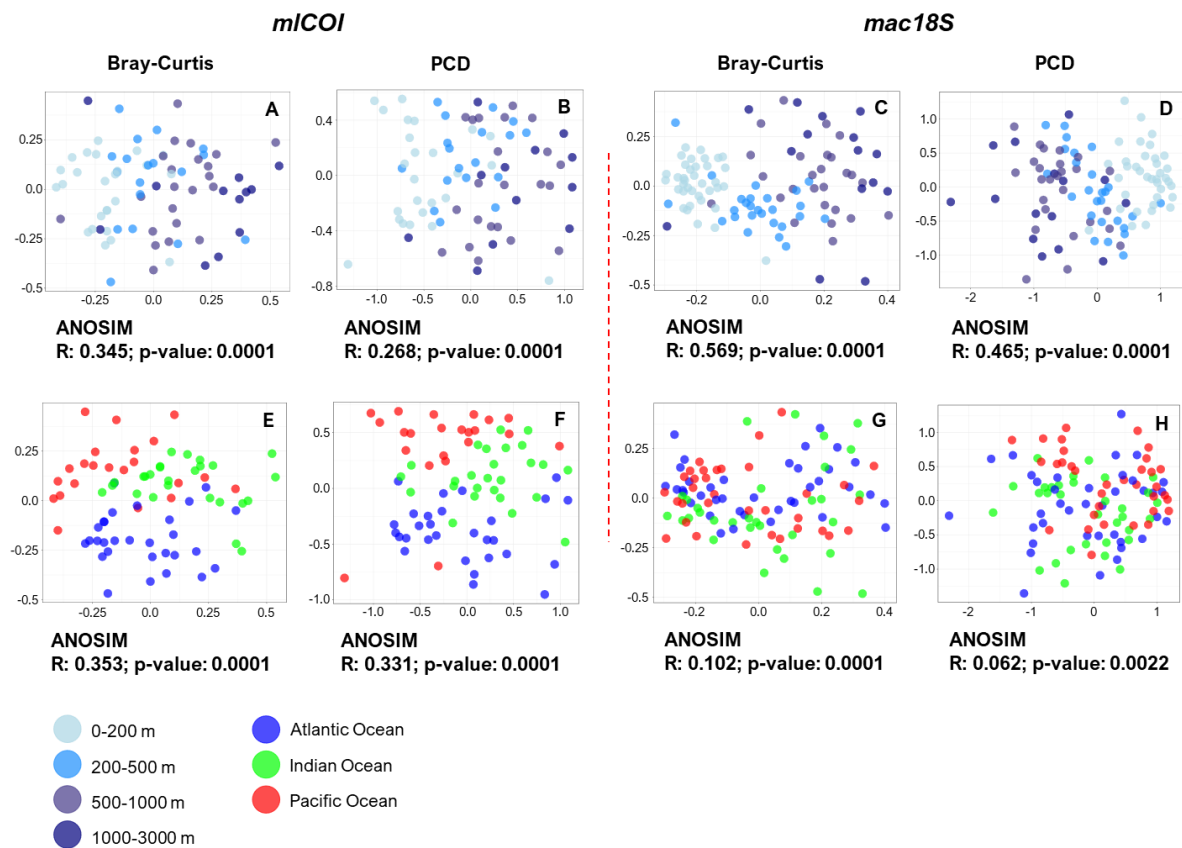 mlCOI
mac18S
Bray-Curtis
PCD
Bray-Curtis
PCD
A
0.25
0.0
-0.25
-0.5
-0.25
0.0
0.25
0.5
B
0.4
0.0
-0.4
-0.8
-1.0
-0.5
0.0
0.5
1.0
C
0.50
0.25
0.0
-0.25
-0.5
-0.2
0.0
0.2
0.4
D
1.0
0.5
0.0
-0.5
-1.0
-2
-1
0
1
ANOSIM
R: 0.345; p-value: 0.0001
ANOSIM
R: 0.268; p-value: 0.0001
ANOSIM
R: 0.569; p-value: 0.0001
ANOSIM
R: 0.465; p-value: 0.0001
E
0.25
0.0
-0.25
-0.5
-0.25
0.0
0.25
0.5
F
0.5
0.0
-0.5
-1.0
-1.0
-0.5
0.0
0.5
1.0
G
0.50
0.25
0.0
-0.25
-0.5
-0.2
0.0
0.2
0.4
H
1.0
0.5
0.0
-0.5
-1.0
-2
-1
0
1
ANOSIM
R: 0.353; p-value: 0.0001
ANOSIM
R: 0.331; p-value: 0.0001
ANOSIM
R: 0.102; p-value: 0.0001
ANOSIM
R: 0.062; p-value: 0.0022
0-200 m
200-500 m
500-1000 m
1000-3000 m
Atlantic Ocean
Indian Ocean
Pacific Ocean